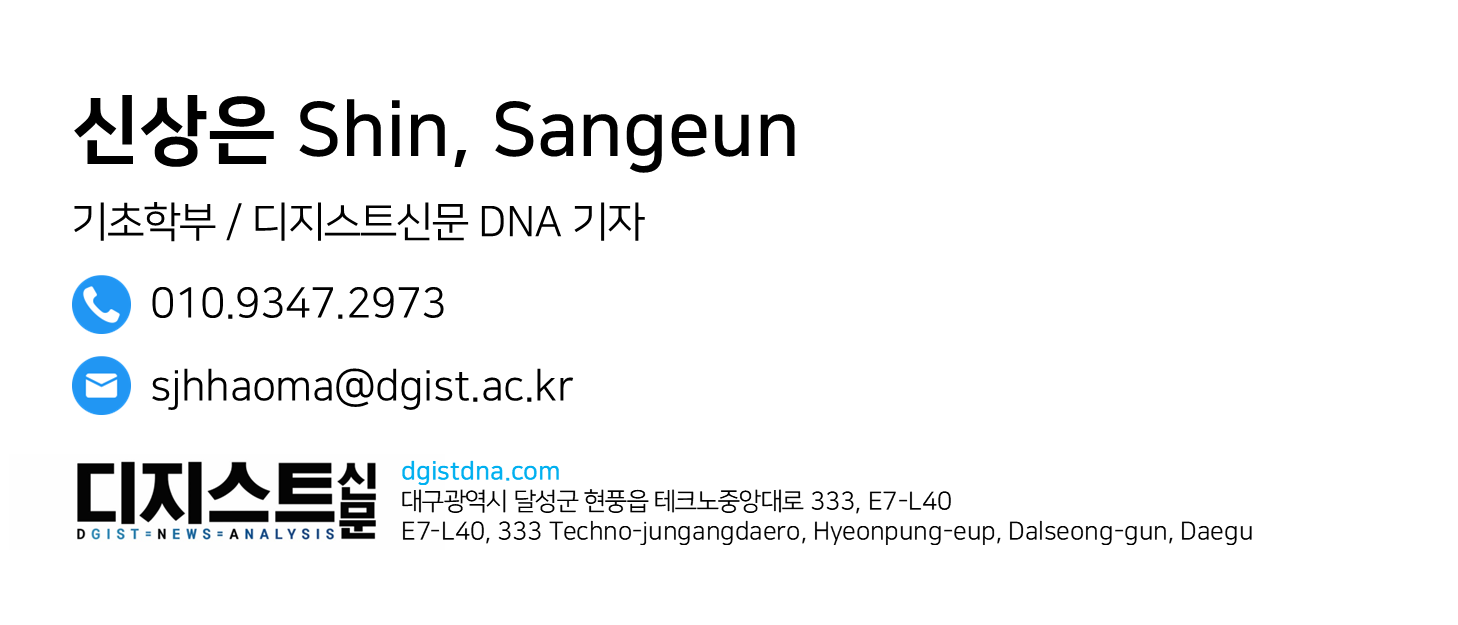 신상은 Shin, Sangeun
기초학부 / 디지스트신문 DNA 기자
010.9347.2973
sjhhaoma@dgist.ac.kr
디지스트신문
DGIST=NEWS=ANALYSIS
dgistdna.com
대구광역시 달성군 현풍읍 테크노중앙대로 333, E7-L40
E7-L40, 333 Techno-jungangdaero, Hyeonpung-eup, Dalseong-gun, Daegu